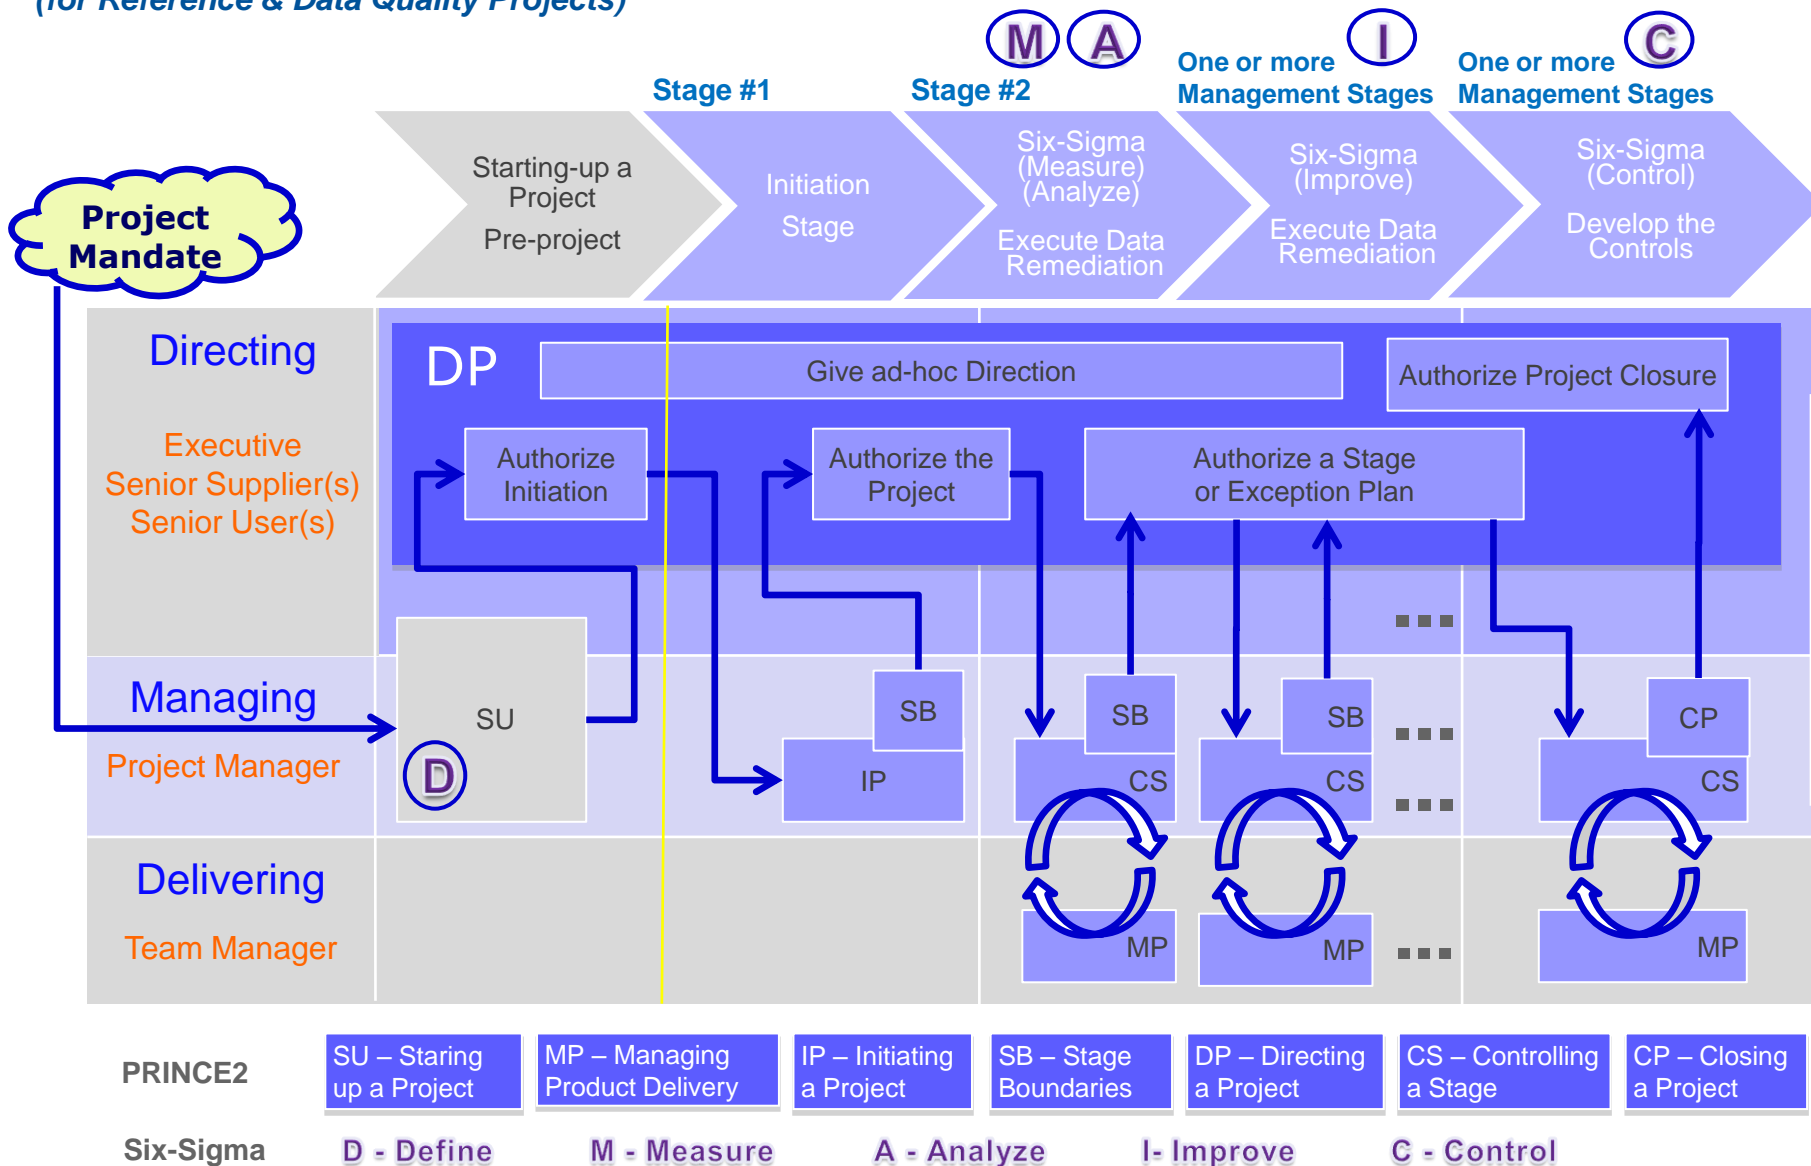 (for Reference & Data Quality Projects)
M A I C
Stage #1
Stage #2
One or more
Management Stages
One or more
Management Stages
Project
Mandate
Starting-up a
Project
Pre-project
Initiation
Stage
Six-Sigma
(Measure)
(Analyze)
Execute Data
Remediation
Six-Sigma
(Improve)
Execute Data
Remediation
Six-Sigma
(Control)
Develop the
Controls
Directing
Executive
Senior Supplier(s)
Senior User(s)
DP
Give ad-hoc Direction
Authorize Project Closure
Authorize
Initiation
Authorize the
Project
Authorize a Stage
or Exception Plan
Managing
Project Manager
SU
D
SB
IP
SB
CS
SB
CS
CP
CS
Delivering
Team Manager
MP
MP
MP
PRINCE2
SU – Staring
up a Project
MP – Managing
Product Delivery
IP – Initiating
a Project
SB – Stage
Boundaries
DP – Directing
a Project
CS – Controlling
a Stage
CP – Closing
a Project
Six-Sigma
D - Define
M - Measure
A - Analyze
I- Improve
C - Control